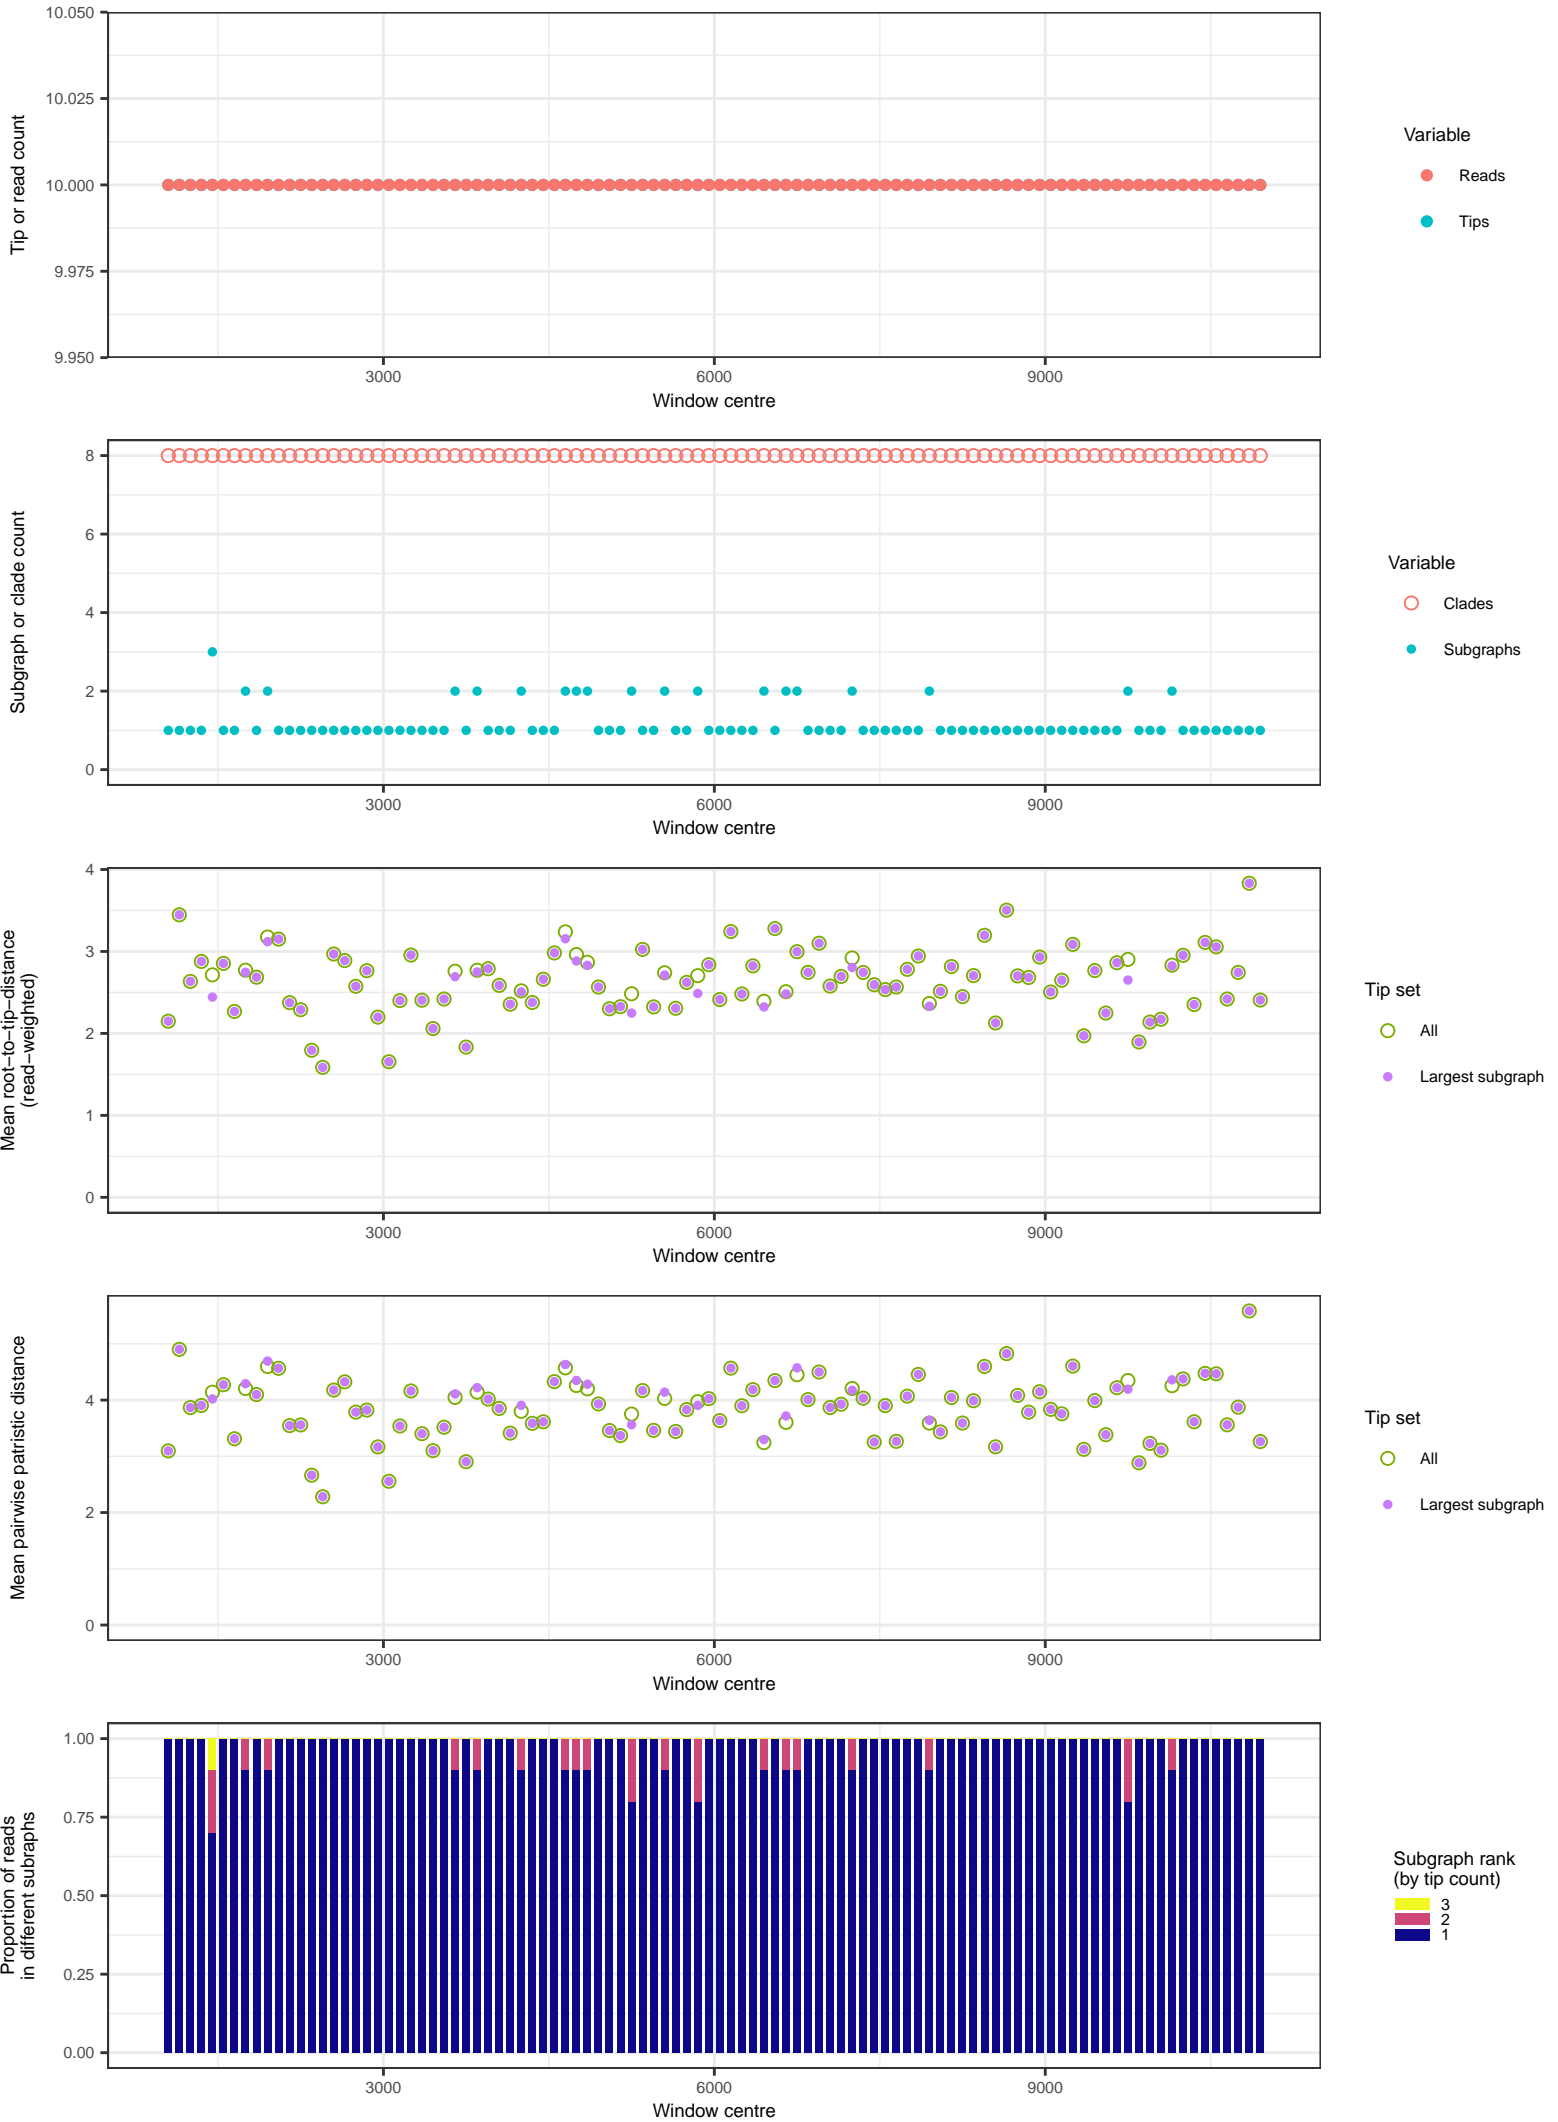 10.050
10.025
10.000
9.975
9.950
Tip or read count
3000 6000 9000
Window centre
Variable
Reads
Tips
8
6
4
2
0
Subgraph or clade count
3000 6000 9000
Window centre
Variable
Clades
Subgraphs
4
3
2
1
0
Mean root−to−tip−distance
(read−weighted)
3000 6000 9000
Window centre
Tip set
All
Largest subgraph
4
2
0
Mean pairwise patristic distance
3000 6000 9000
Window centre
Tip set
All
Largest subgraph
1.00
0.75
0.50
0.25
0.00
Proportion of reads
in different subraphs
3000 6000 9000
Window centre
Subgraph rank
(by tip count)
3
2
1